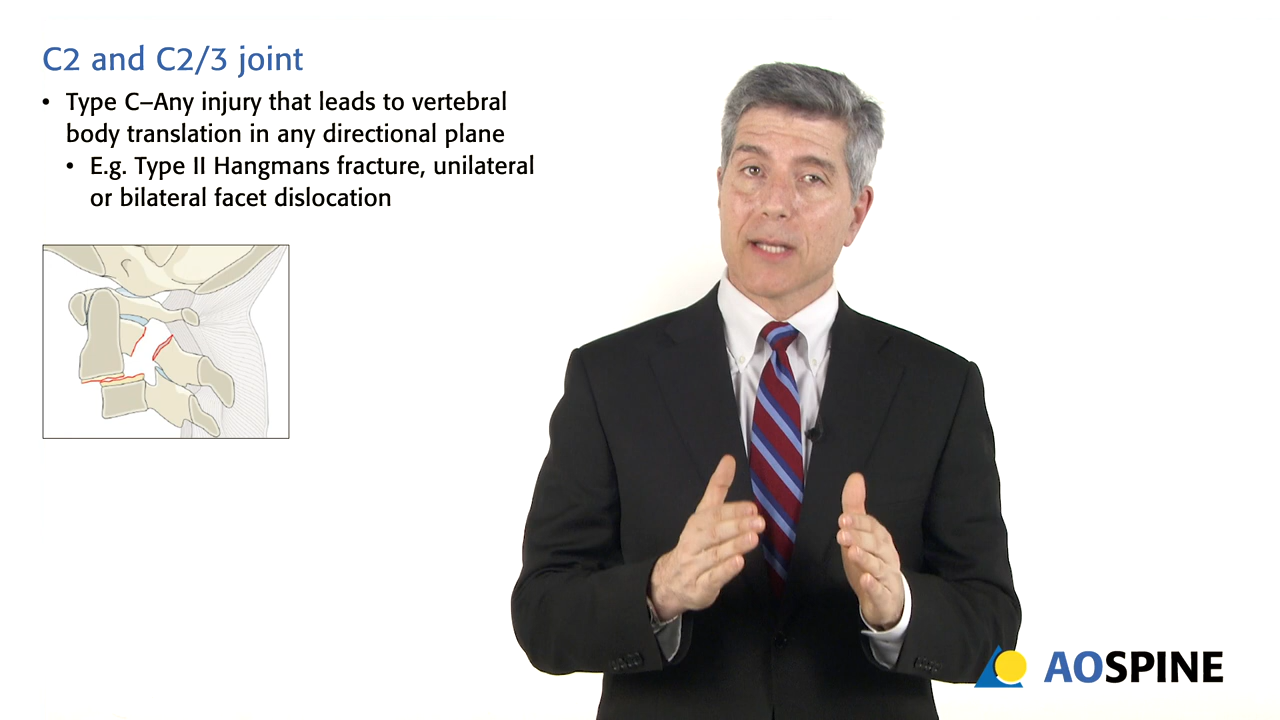 C2 and C2/3 joint
• Type C–Any injury that leads to vertebral
body translation in any directional plane
• E.g. Type II Hangmans fracture, unilateral
or bilateral facet dislocation
AOSPINE